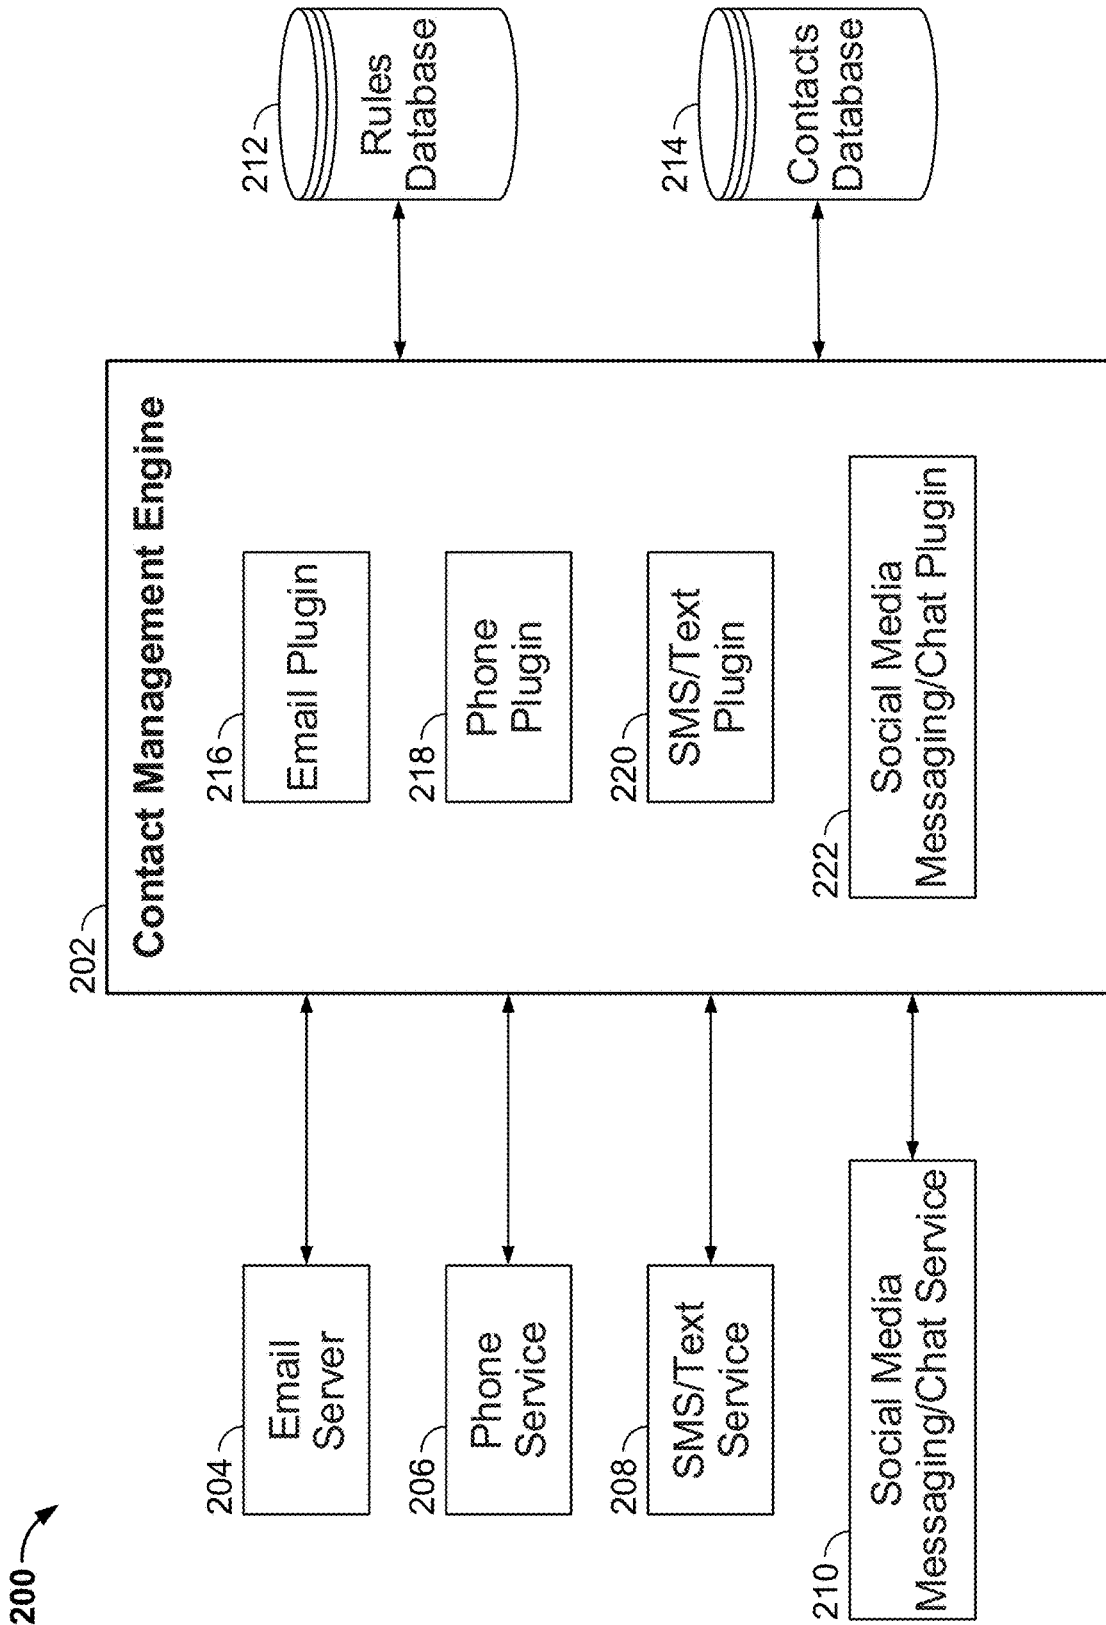 200
202
Contact Management Engine
204
Email
Server
216
Email Plugin
212
Rules
Database
206
Phone
Service
218
Phone
Plugin
208
SMS/Text
Service
220
SMS/Text
Plugin
214
Contacts
Database
210
Social Media
Messaging/Chat Service
222
Social Media
Messaging/Chat Plugin